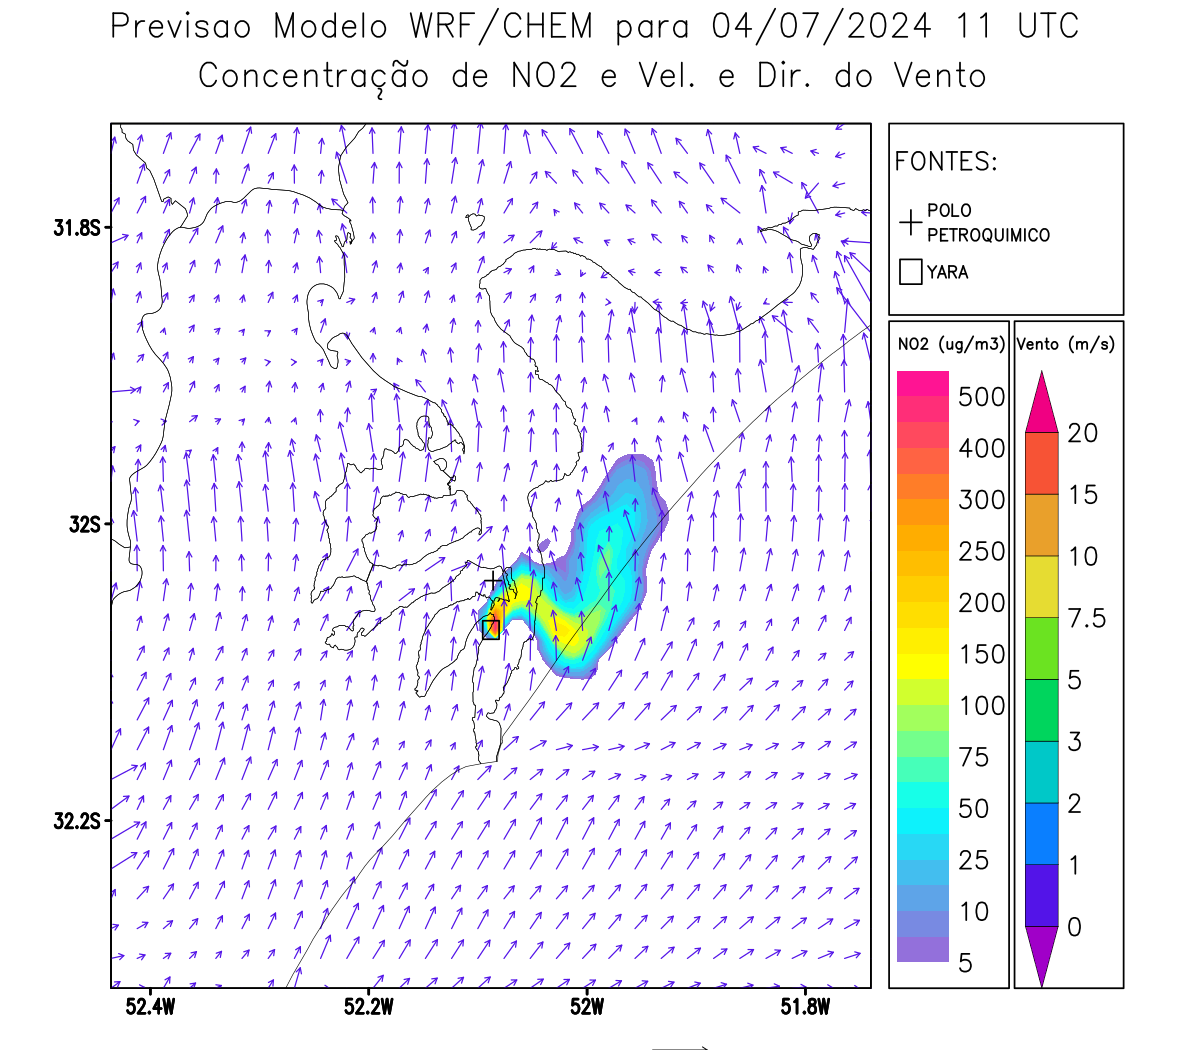 Previsao Modelo WRF/CHEM para 04/07/2024 11 UTC
Concentração de NO2 e Vel. e Dir. do Vento
FONTES:
POLO
PETROQUIMICO
YARA
NO2 (ug/m3)
500
400
300
250
200
150
100
75
50
25
10
5
Vento (m/s)
20
15
10
7.5
5
3
2
1
0
31.8S
32S
32.2S
52.4W
52.2W
52W
51.8W